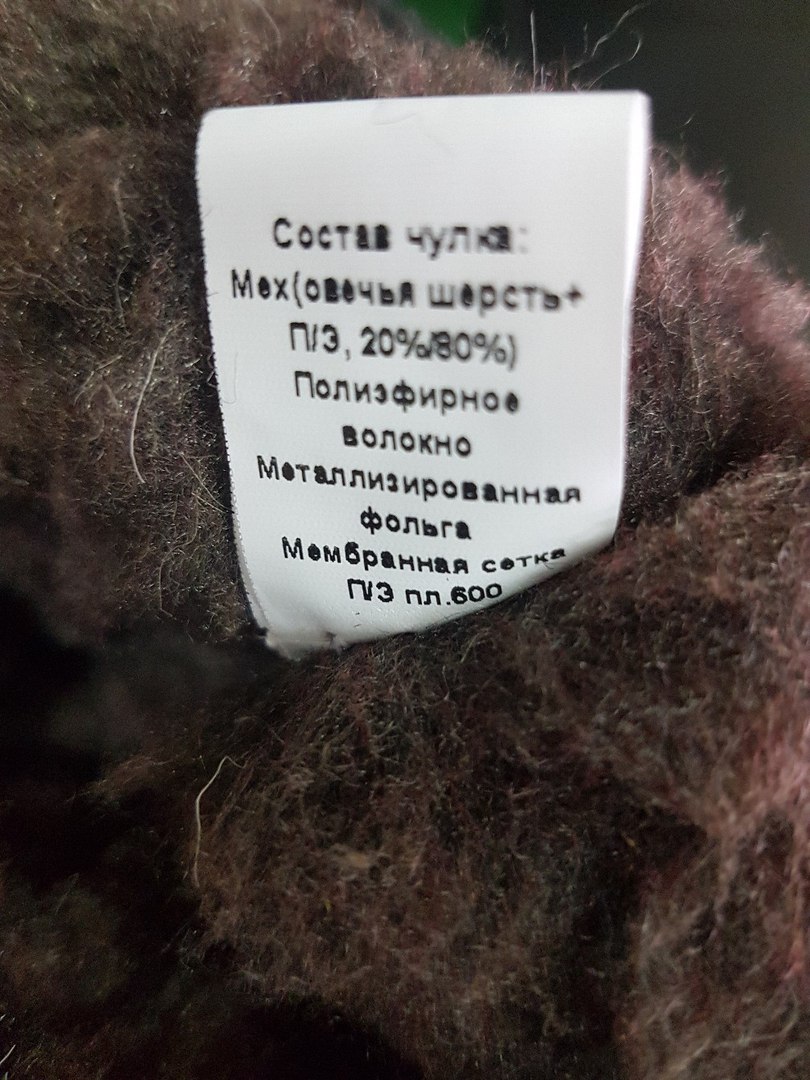 Состав чулка:
Мех(овечья шерсть+
П/Э, 20%/80%)
Полиэфирное
волокно
Металлизированная
фольга
Мембранная сетка
П/Э пл.600